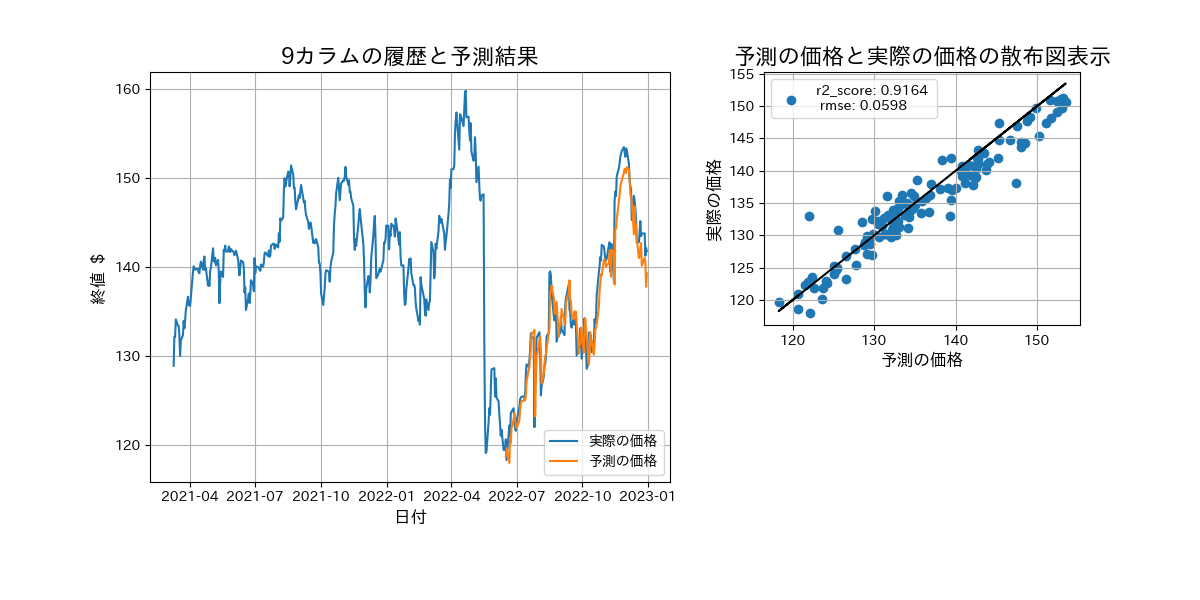 9カラムの履歴と予測結果
160
150
140
130
120
終値 $
2021-04 2021-07 2021-10 2022-01 2022-04 2022-07 2022-10 2023-01
日付
実際の価格
予測の価格
予測の価格と実際の価格の散布図表示
155
150
145
140
135
130
125
120
実際の価格
r2_score: 0.9164
rmse: 0.0598
120 130 140 150
予測の価格